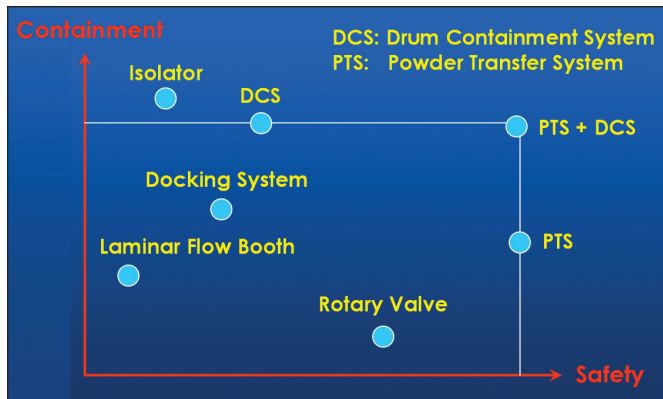 Containment
DCS: Drum Containment System
PTS: Powder Transfer System
Isolator
DCS
PTS + DCS
Docking System
PTS
Laminar Flow Booth
Rotary Valve
Safety